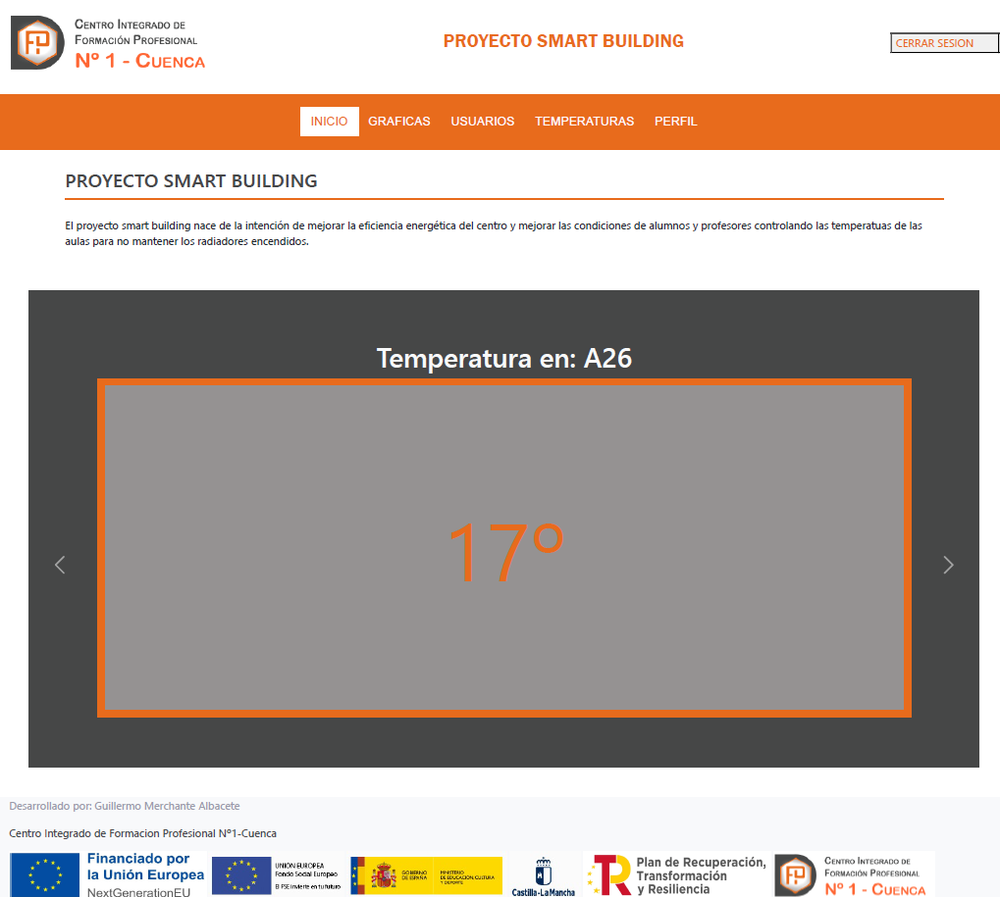 FP
CENTRO INTEGRADO DE
FORMACIÓN PROFESIONAL
Nº 1 - CUENCA
PROYECTO SMART BUILDING
CERRAR SESION
INICIO GRAFICAS USUARIOS TEMPERATURAS PERFIL
PROYECTO SMART BUILDING
El proyecto smart building nace de la intención de mejorar la eficiencia energética del centro y mejorar las condiciones de alumnos y profesores controlando las temperatuas de las
aulas para no mantener los radiadores encendidos.
Temperatura en: A26
17º
Desarrollado por: Guillermo Merchante Albacete
Centro Integrado de Formacion Profesional Nº1-Cuenca
Financiado por
la Unión Europea
NextGenerationEU
UNION EUROPEA
Fondo Social Europeo
El FSE invierte en tu futuro
GOBIERNO
DE ESPAÑA
MINISTERIO
DE EDUCACIÓN, CULTURA
Y DEPORTE
Castilla-La Mancha
R
Plan de Recuperación,
Transformación
y Resiliencia
FP
CENTRO INTEGRADO DE
FORMACIÓN PROFESIONAL
Nº 1 - CUENCA